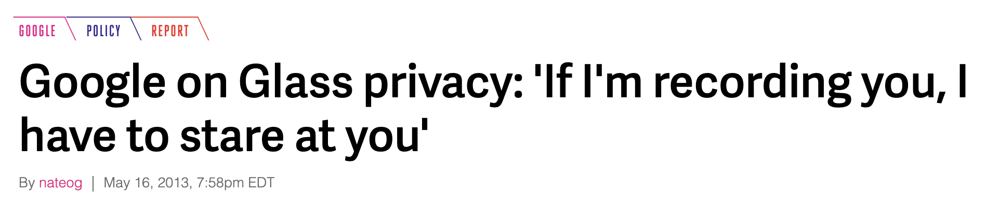 GOOGLE POLICY REPORT
Google on Glass privacy: 'If I'm recording you, I
have to stare at you'
By nateog | May 16, 2013, 7:58pm EDT